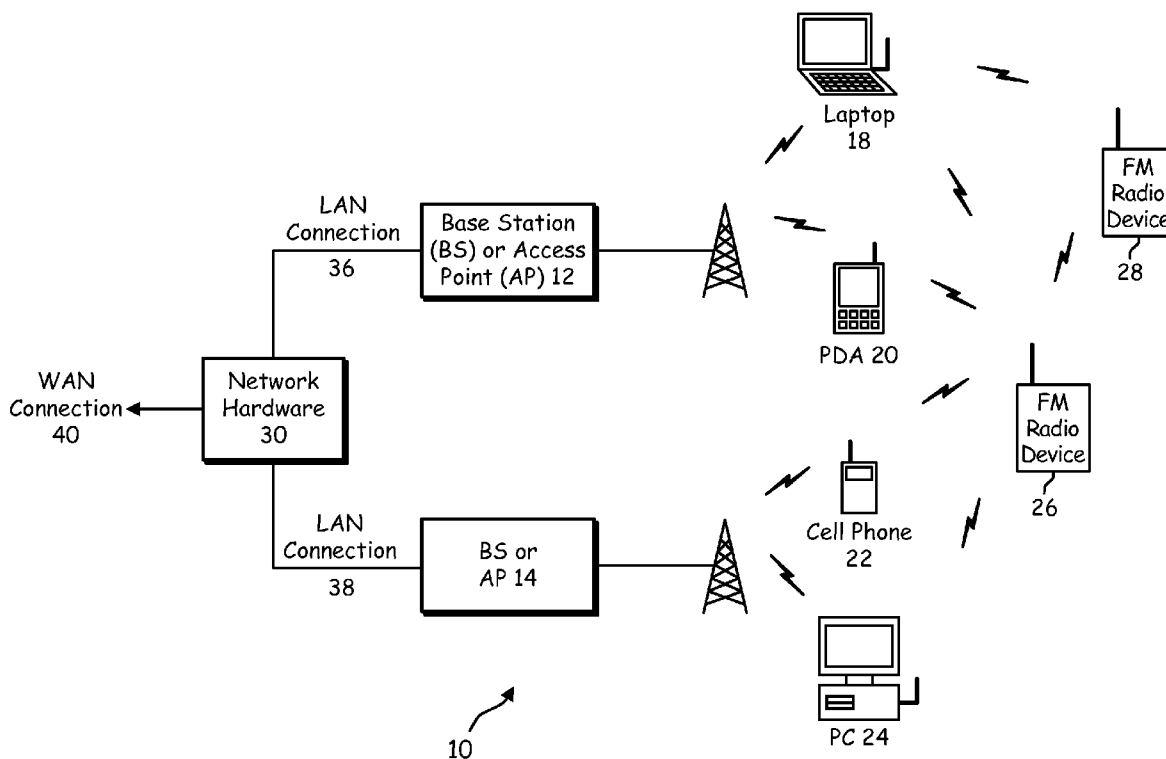 Laptop
18
FM
Radio
Device
28
LAN
Connection
36
Base Station
(BS) or Access
Point (AP) 12
PDA 20
WAN
Connection
40
Network
Hardware
30
FM
Radio
Device
26
LAN
Connection
38
BS or
AP 14
Cell Phone
22
PC 24
10